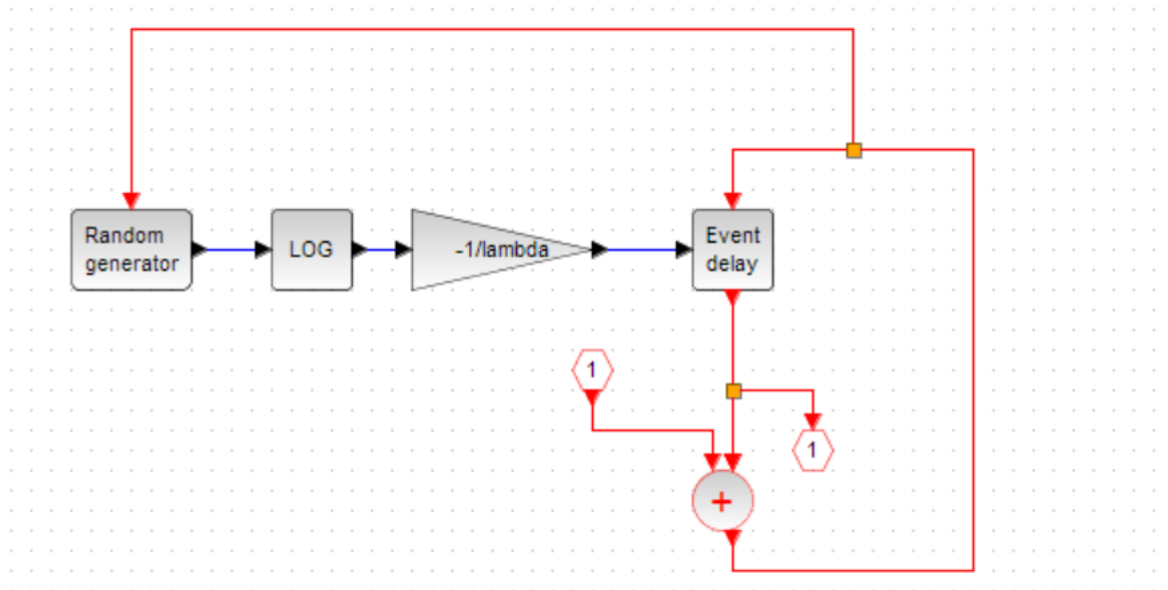 Random
generator
LOG
-1/lambda
Event
delay
1
1
+